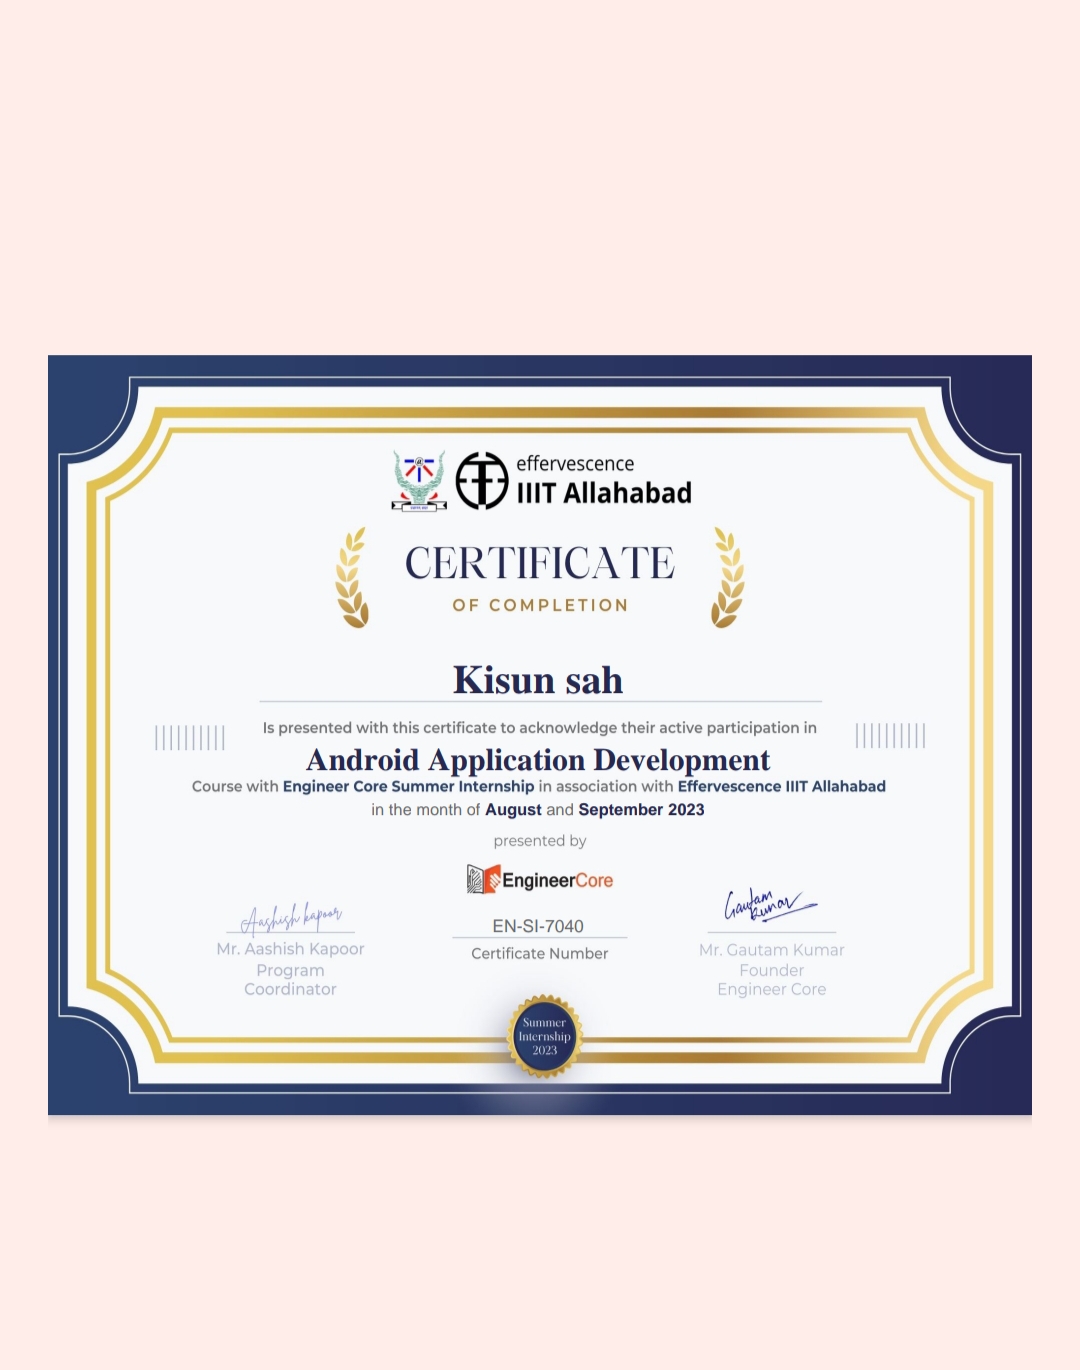 effervescence
IIIT Allahabad
CERTIFICATE
OF COMPLETION
Kisun sah
Is presented with this certificate to acknowledge their active participation in
Android Application Development
Course with Engineer Core Summer Internship in association with Effervescence IIIT Allahabad
in the month of August and September 2023
presented by
EngineerCore
Aashish kapoor
Gautam
Kumar
EN-SI-7040
Mr. Aashish Kapoor
Certificate Number
Mr. Gautam Kumar
Program
Founder
Coordinator
Engineer Core
Summer
Internship
2023